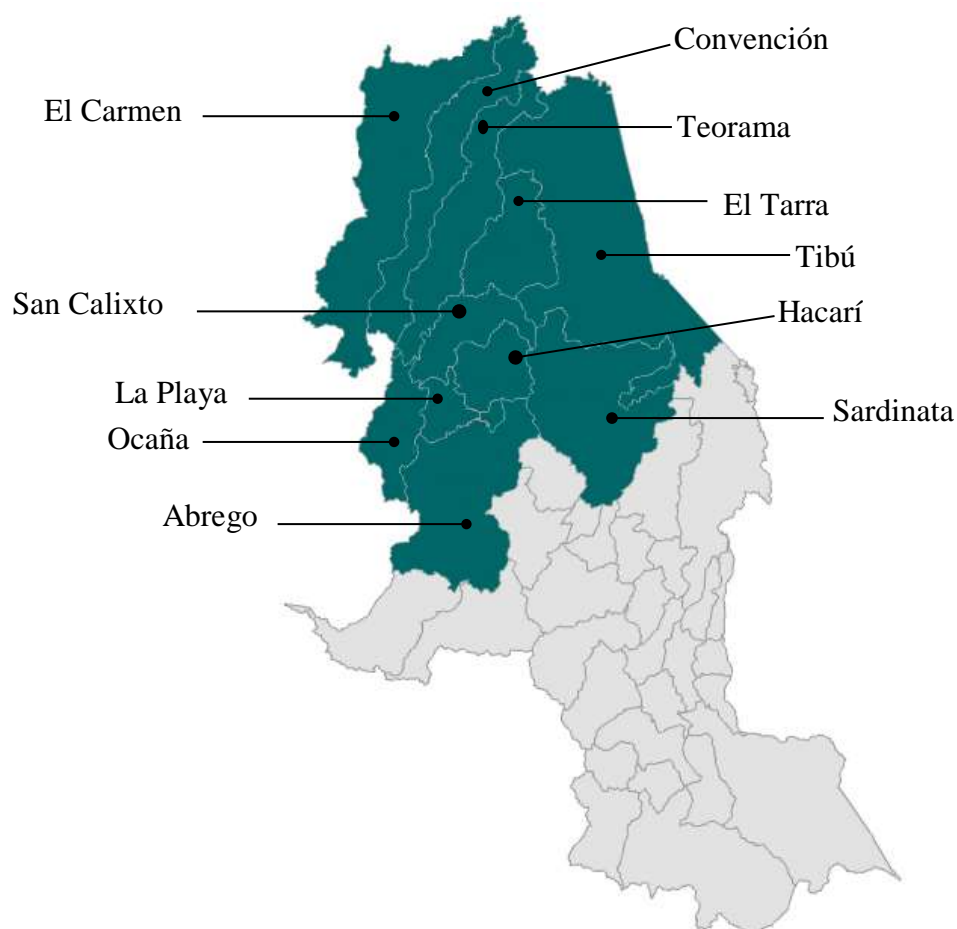 Convención
El Carmen
Teorama
El Tarra
Tibú
San Calixto
Hacarí
La Playa
Sardinata
Ocaña
Abrego